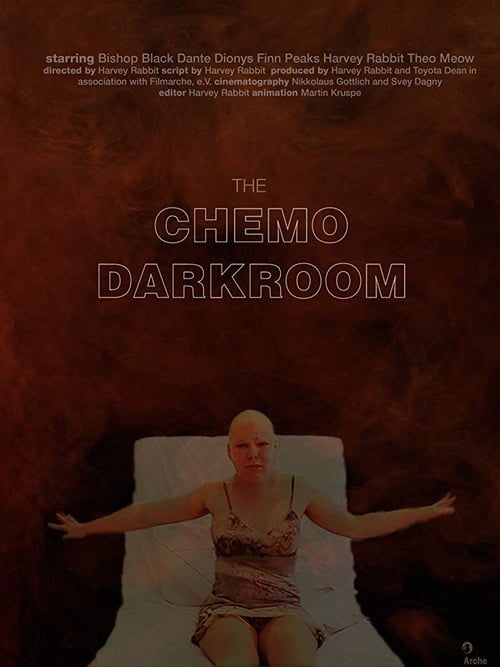 starring Bishop Black Dante Dionys Finn Peaks Harvey Rabbit Theo Meow
directed by Harvey Rabbit script by Harvey Rabbit produced by Harvey Rabbit and Toyota Dean in
association with Filmarche, e.V. cinematography Nikkolaus Gottlich and Svey Dagny
editor Harvey Rabbit animation Martin Kruspe
THE
CHEMO
DARKROOM
Arche